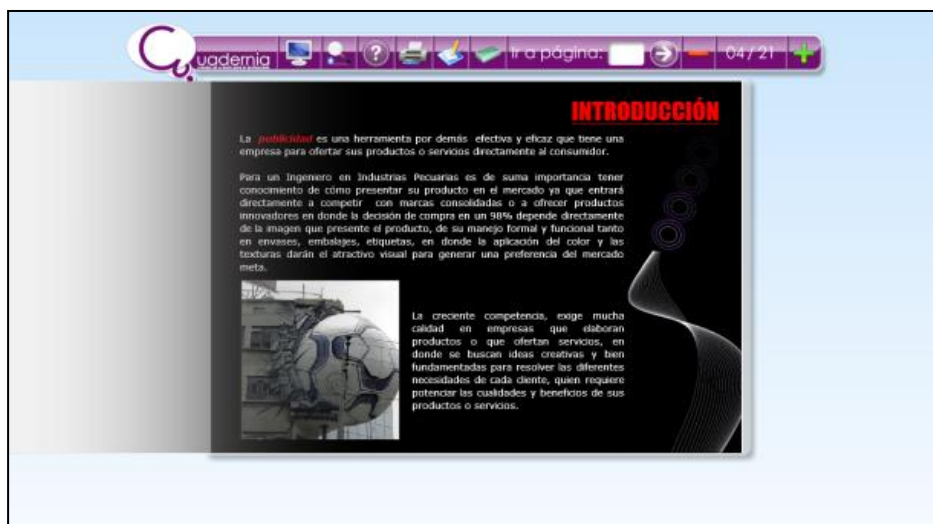 Cuadernia
Ir a página:
04/21
INTRODUCCIÓN
La publicidad es una herramienta por demás efectiva y eficaz que tiene una
empresa para ofertar sus productos o servicios directamente al consumidor.
Para un Ingeniero en Industrias Pecuarias es de suma importancia tener
conocimiento de cómo presentar su producto en el mercado ya que entrará
directamente a competir con marcas consolidadas o a ofrecer productos
innovadores en donde la decisión de compra en un 98% depende directamente
de la imagen que presente el producto, de su manejo formal y funcional tanto
en envases, embalajes, etiquetas, en donde la aplicación del color y las
texturas darán el atractivo visual para generar una preferencia del mercado
meta.
La creciente competencia, exige mucha
calidad en empresas que elaboran
productos o que ofertan servicios, en
donde se buscan ideas creativas y bien
fundamentadas para resolver las diferentes
necesidades de cada cliente, quien requiere
potenciar las cualidades y beneficios de sus
productos o servicios.